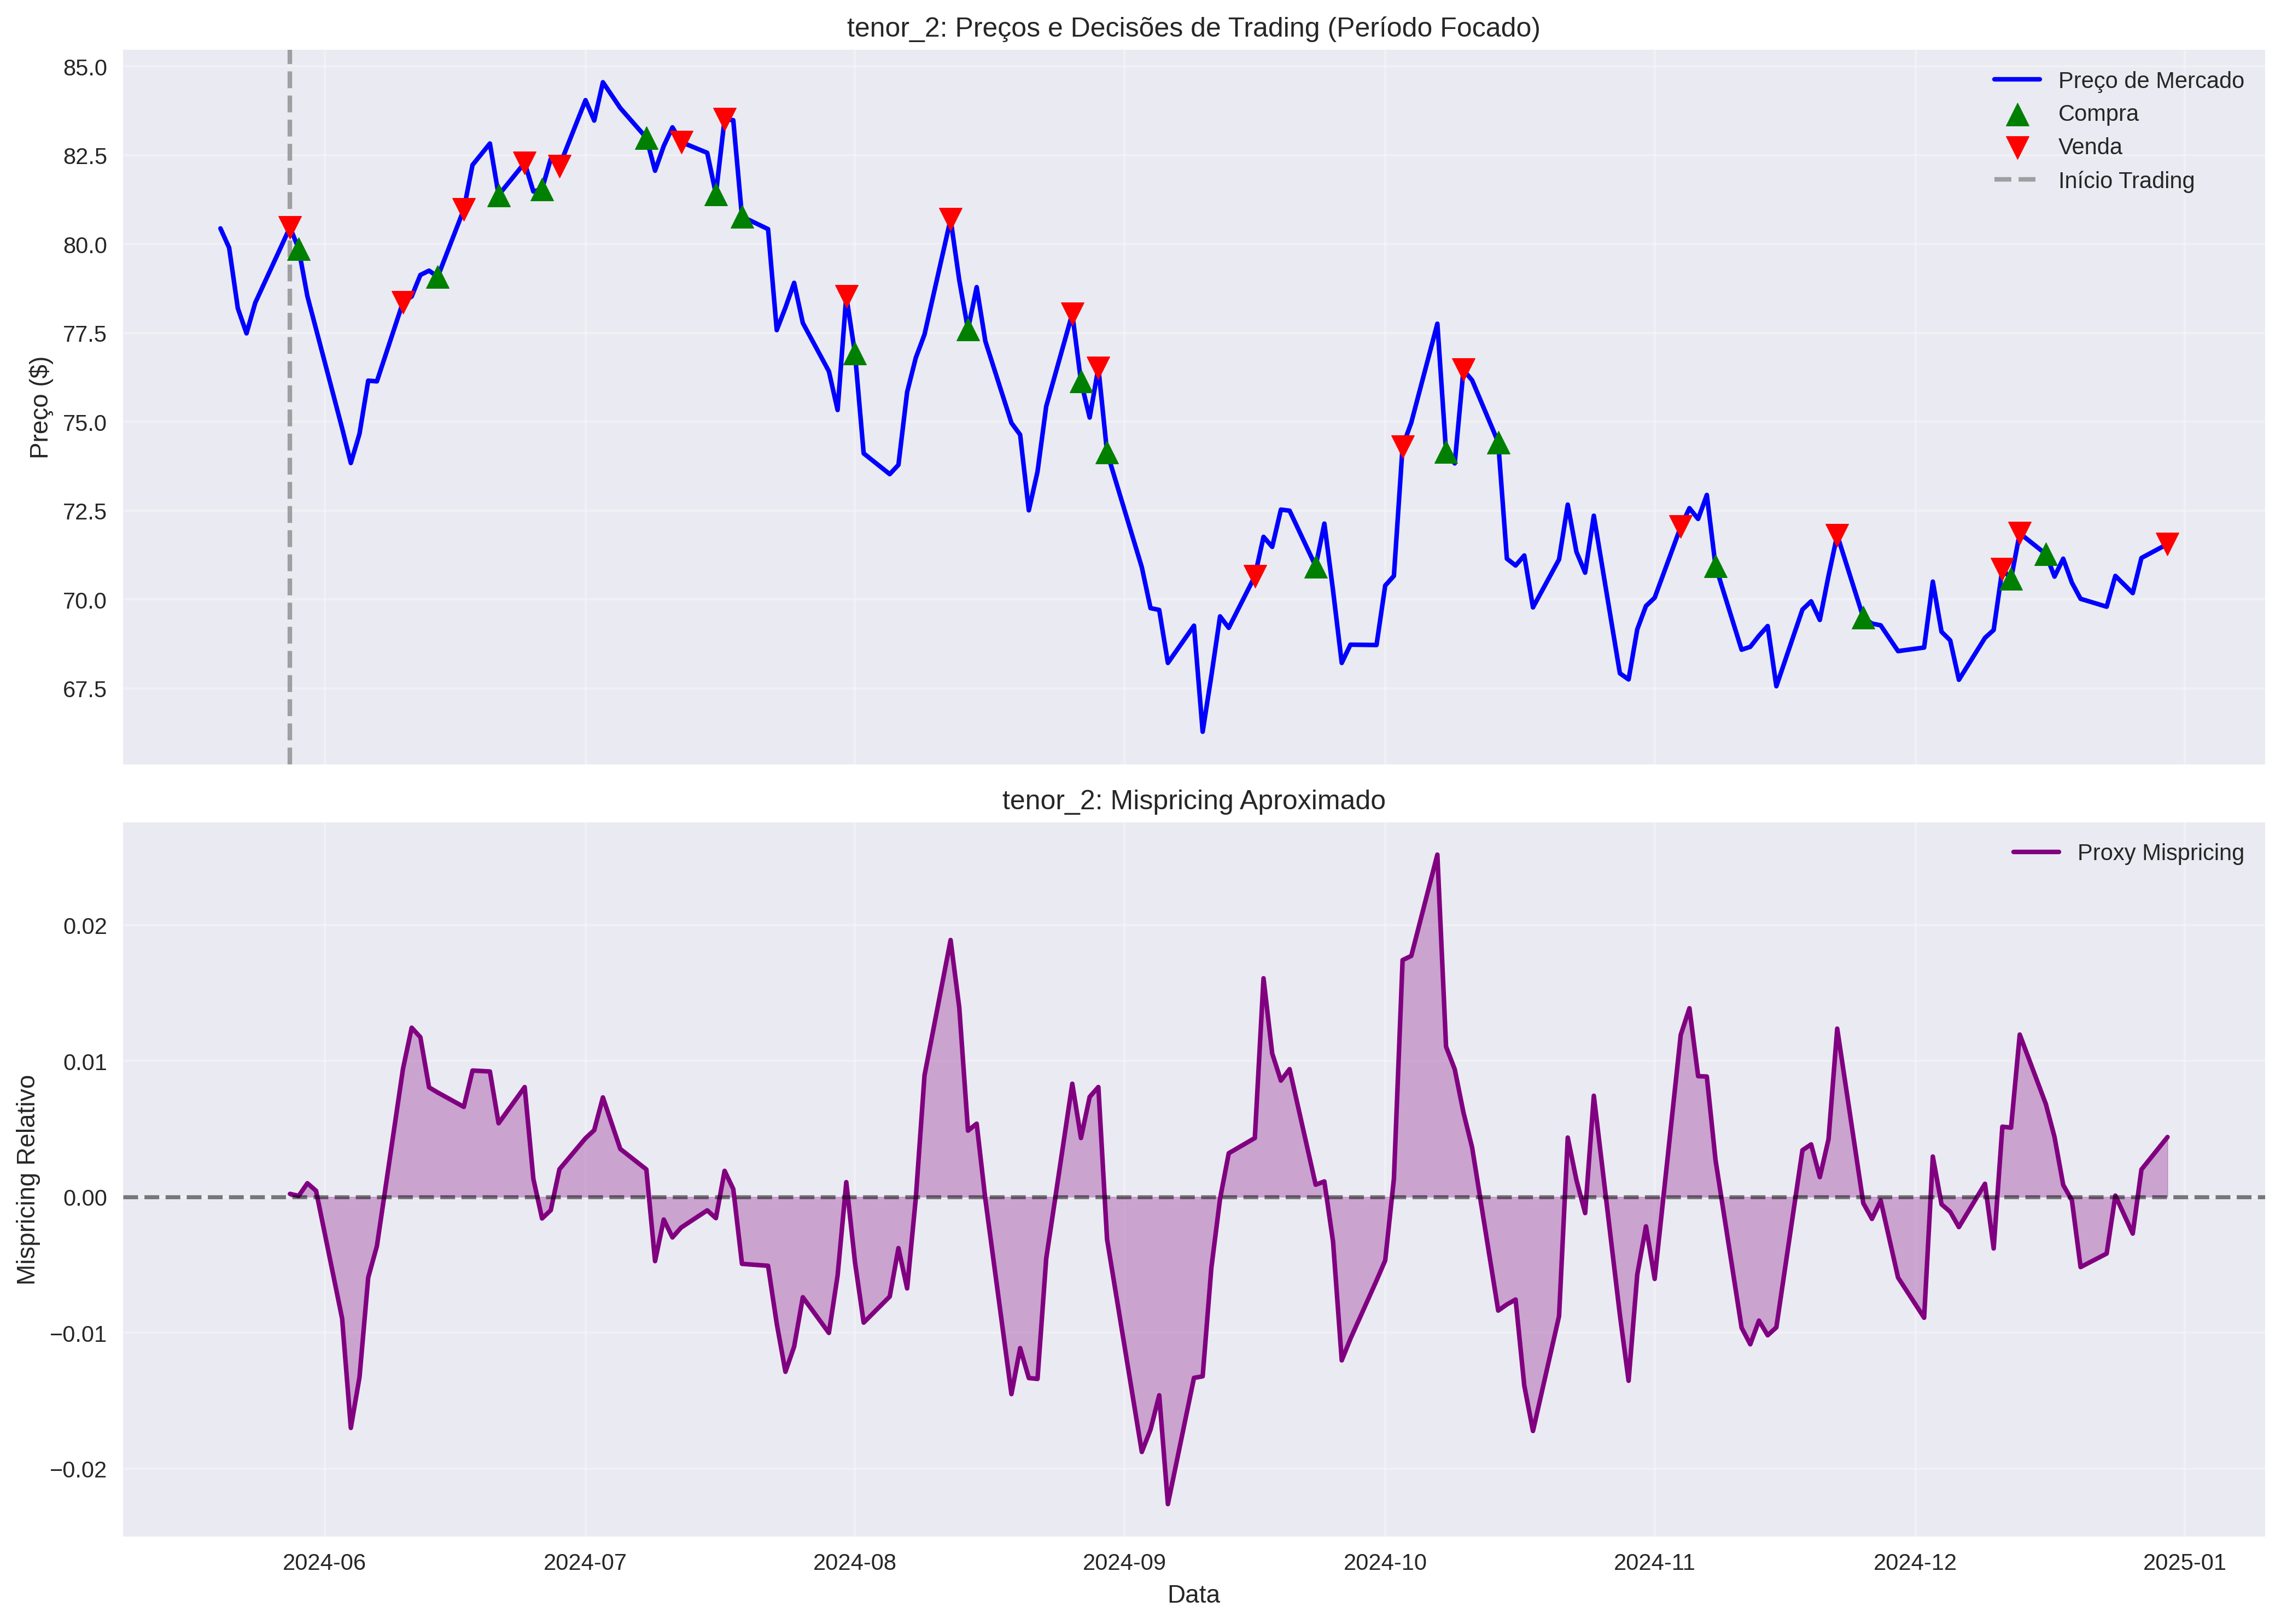 tenor_2: Preços e Decisões de Trading (Período Focado)
Preço ($)
85.0
82.5
80.0
77.5
75.0
72.5
70.0
67.5
Preço de Mercado
Compra
Venda
Início Trading
tenor_2: Mispricing Aproximado
Mispricing Relativo
0.02
0.01
0.00
−0.01
−0.02
Proxy Mispricing
2024-06
2024-07
2024-08
2024-09
2024-10
2024-11
2024-12
2025-01
Data